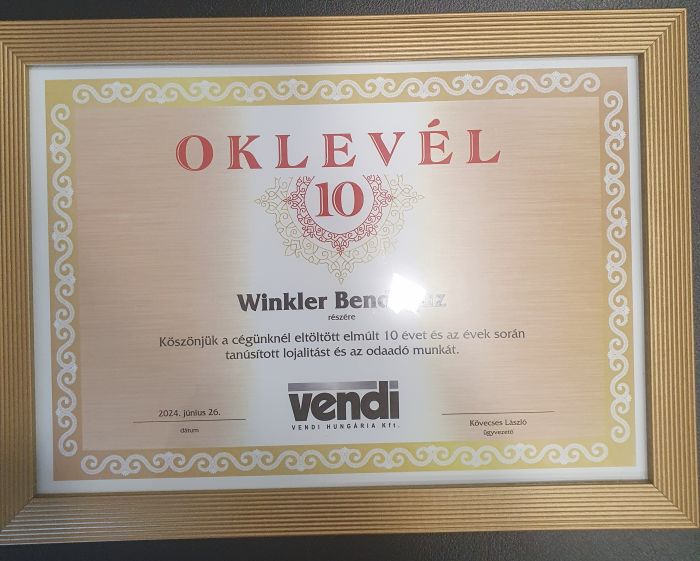 OKLEVÉL
10
Winkler
részére
Köszönjük a cégünknél eltöltött elmúlt 10 évet és az évek során
tanúsított lojalitást és az odaadó munkát.
vendi
VENDI HUNGÁRIA Kft.
2024. június 26.
dátum
Kövecses László
ügyvezető